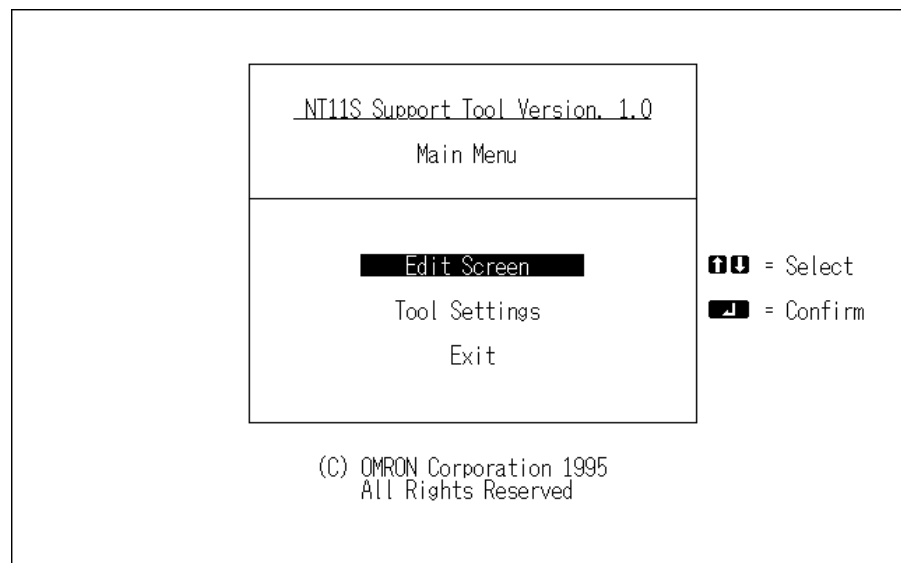 NT11S Support Tool Version. 1.0
Main Menu
Edit Screen
⬆⬇ = Select
Tool Settings
↵ = Confirm
Exit
(C) OMRON Corporation 1995
All Rights Reserved